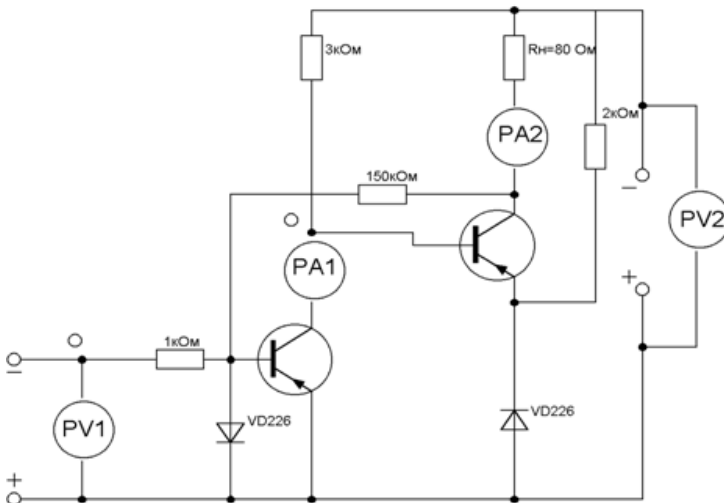 3кОм
Rн=80 Ом
PA2
2кОм
150кОм
PV2
PA1
1кОм
PV1
VD226
VD226
−
+
−
+